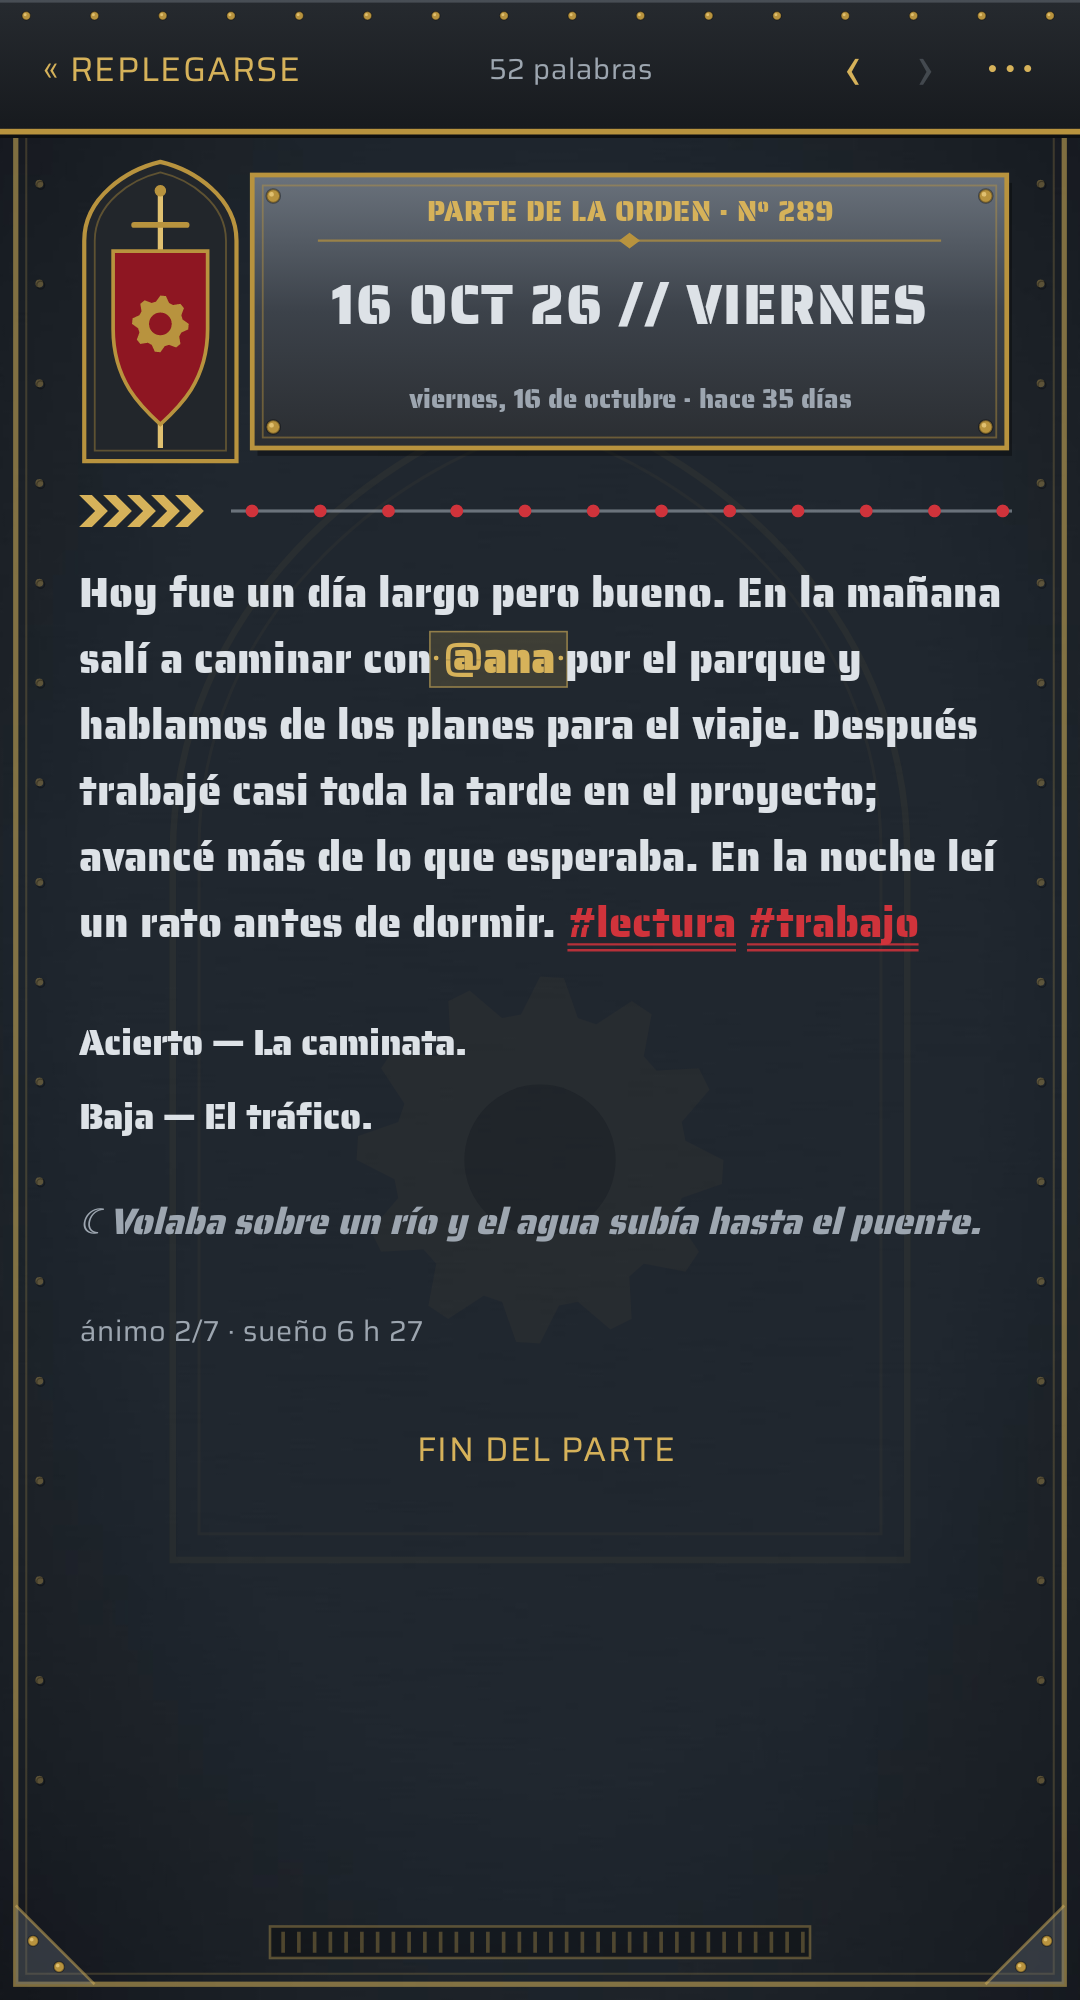 « REPLEGARSE
52 palabras
‹ › •••
PARTE DE LA ORDEN · Nº 289
16 OCT 26 // VIERNES
viernes, 16 de octubre · hace 35 días
Hoy fue un día largo pero bueno. En la mañana
salí a caminar con · @ana · por el parque y
hablamos de los planes para el viaje. Después
trabajé casi toda la tarde en el proyecto;
avancé más de lo que esperaba. En la noche leí
un rato antes de dormir. #lectura #trabajo
Acierto — La caminata.
Baja — El tráfico.
☾ Volaba sobre un río y el agua subía hasta el puente.
ánimo 2/7 · sueño 6 h 27
FIN DEL PARTE